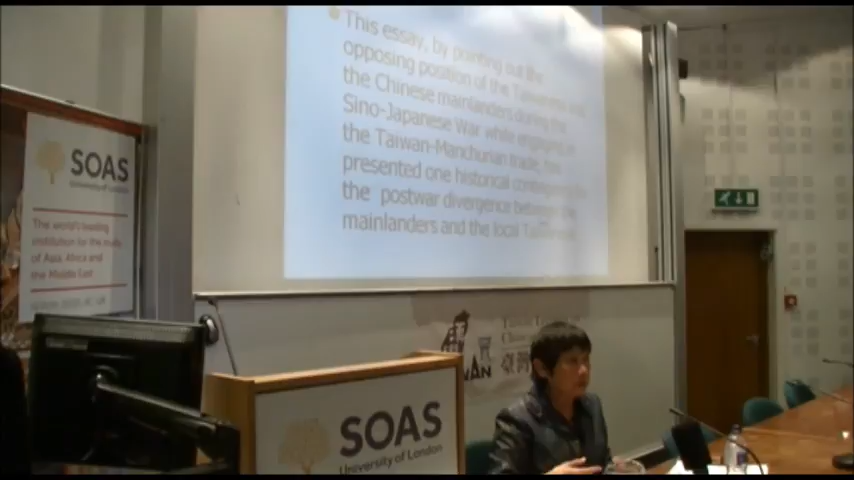 This essay, by pointing out the
opposing position of the Taiwanese and
the Chinese mainlanders during the
Sino-Japanese War while engaging in
the Taiwan-Manchurian trade, has
presented one historical
the postwar divergence between the
mainlanders and the local Taiwanese
SOAS
University of London
The world's leading
institution for the study
of Asia, Africa and
the Middle East
SOAS
University of London